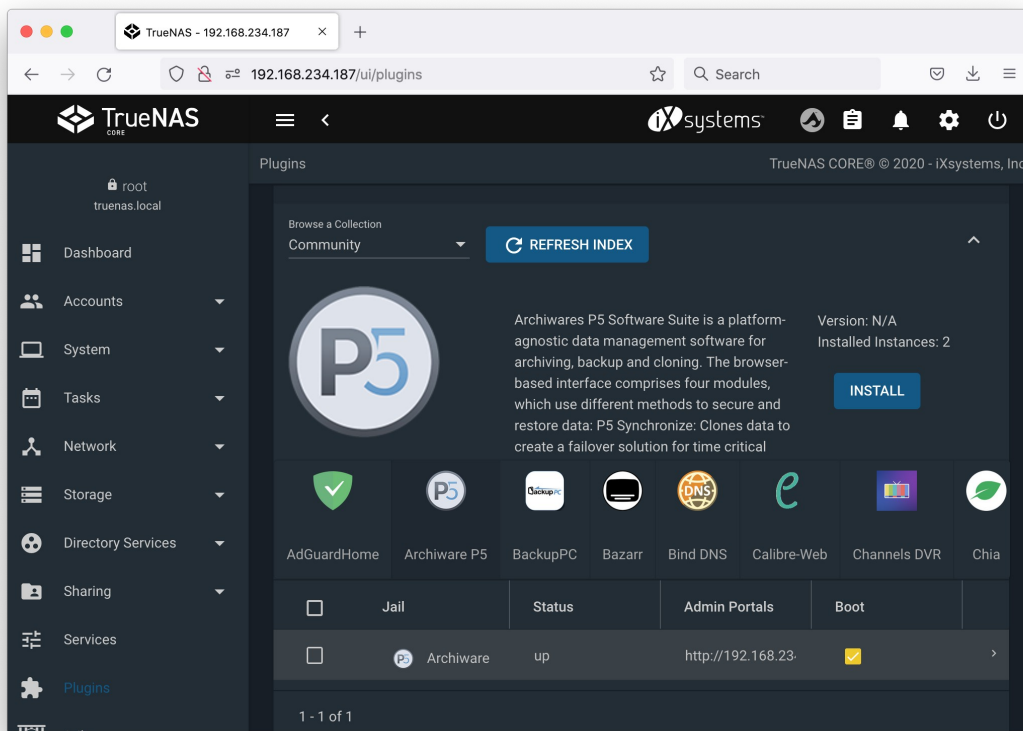 TrueNAS - 192.168.234.187
192.168.234.187/ui/plugins
Search
TrueNAS
CORE
iXsystems
Plugins
TrueNAS CORE® © 2020 - iXsystems, Inc
root
truenas.local
Dashboard
Accounts
System
Tasks
Network
Storage
Directory Services
Sharing
Services
Plugins
Browse a Collection
Community
REFRESH INDEX
P5
Archiwares P5 Software Suite is a platform-
agnostic data management software for
archiving, backup and cloning. The browser-
based interface comprises four modules,
which use different methods to secure and
restore data: P5 Synchronize: Clones data to
create a failover solution for time critical
Version: N/A
Installed Instances: 2
INSTALL
P5
BackupPC
DNS
AdGuardHome
Archiware P5
BackupPC
Bazarr
Bind DNS
Calibre-Web
Channels DVR
Chia
Jail
Status
Admin Portals
Boot
P5
Archiware
up
http://192.168.23
1 - 1 of 1